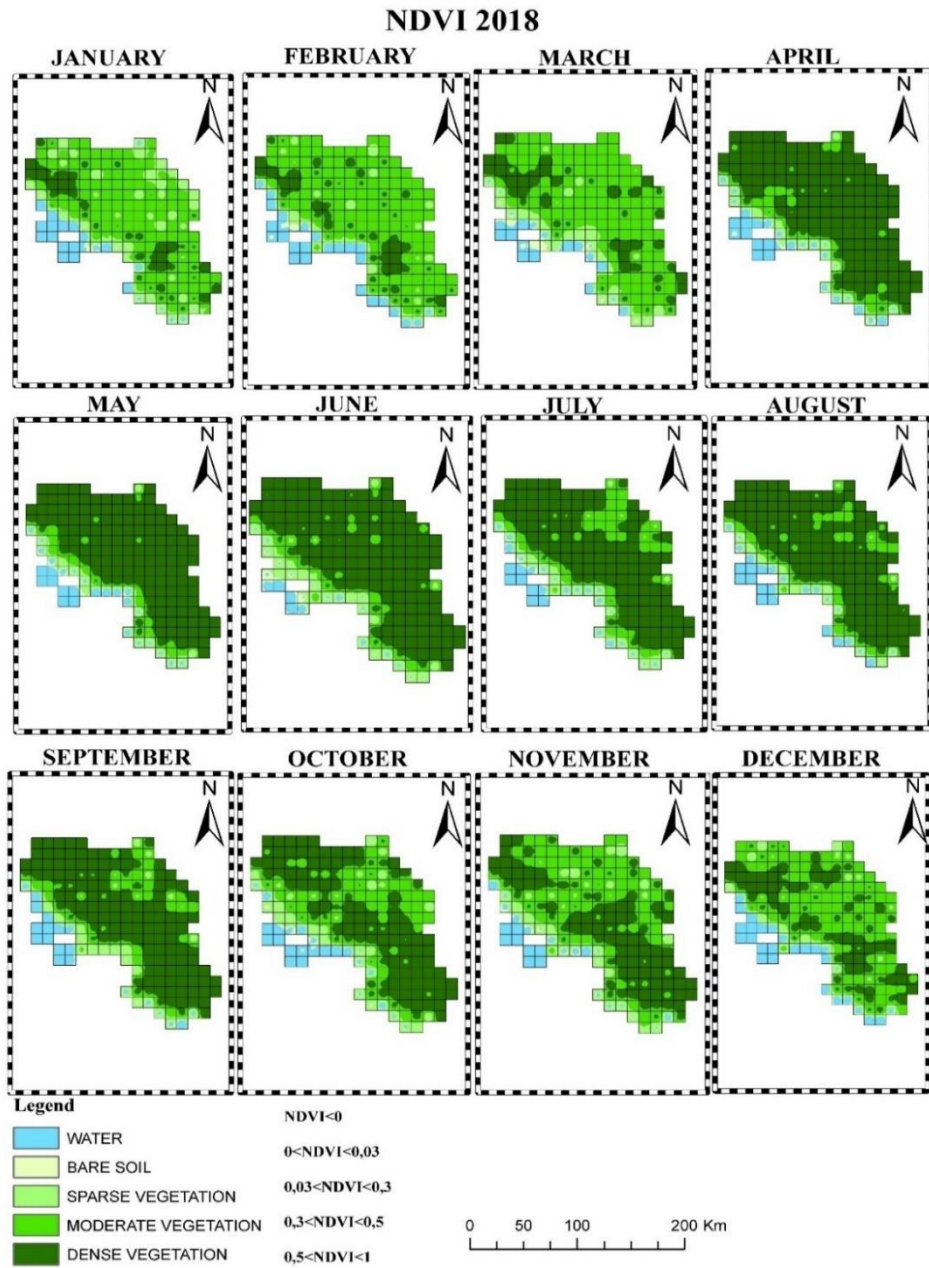 NDVI 2018
JANUARY FEBRUARY MARCH APRIL
N N N N
MAY JUNE JULY AUGUST
N N N N
SEPTEMBER OCTOBER NOVEMBER DECEMBER
N N N N
Legend
NDVI<0
WATER
0<NDVI<0,03
BARE SOIL
0,03<NDVI<0,3
SPARSE VEGETATION
0,3<NDVI<0,5
MODERATE VEGETATION
0 50 100 200 Km
DENSE VEGETATION
0,5<NDVI<1